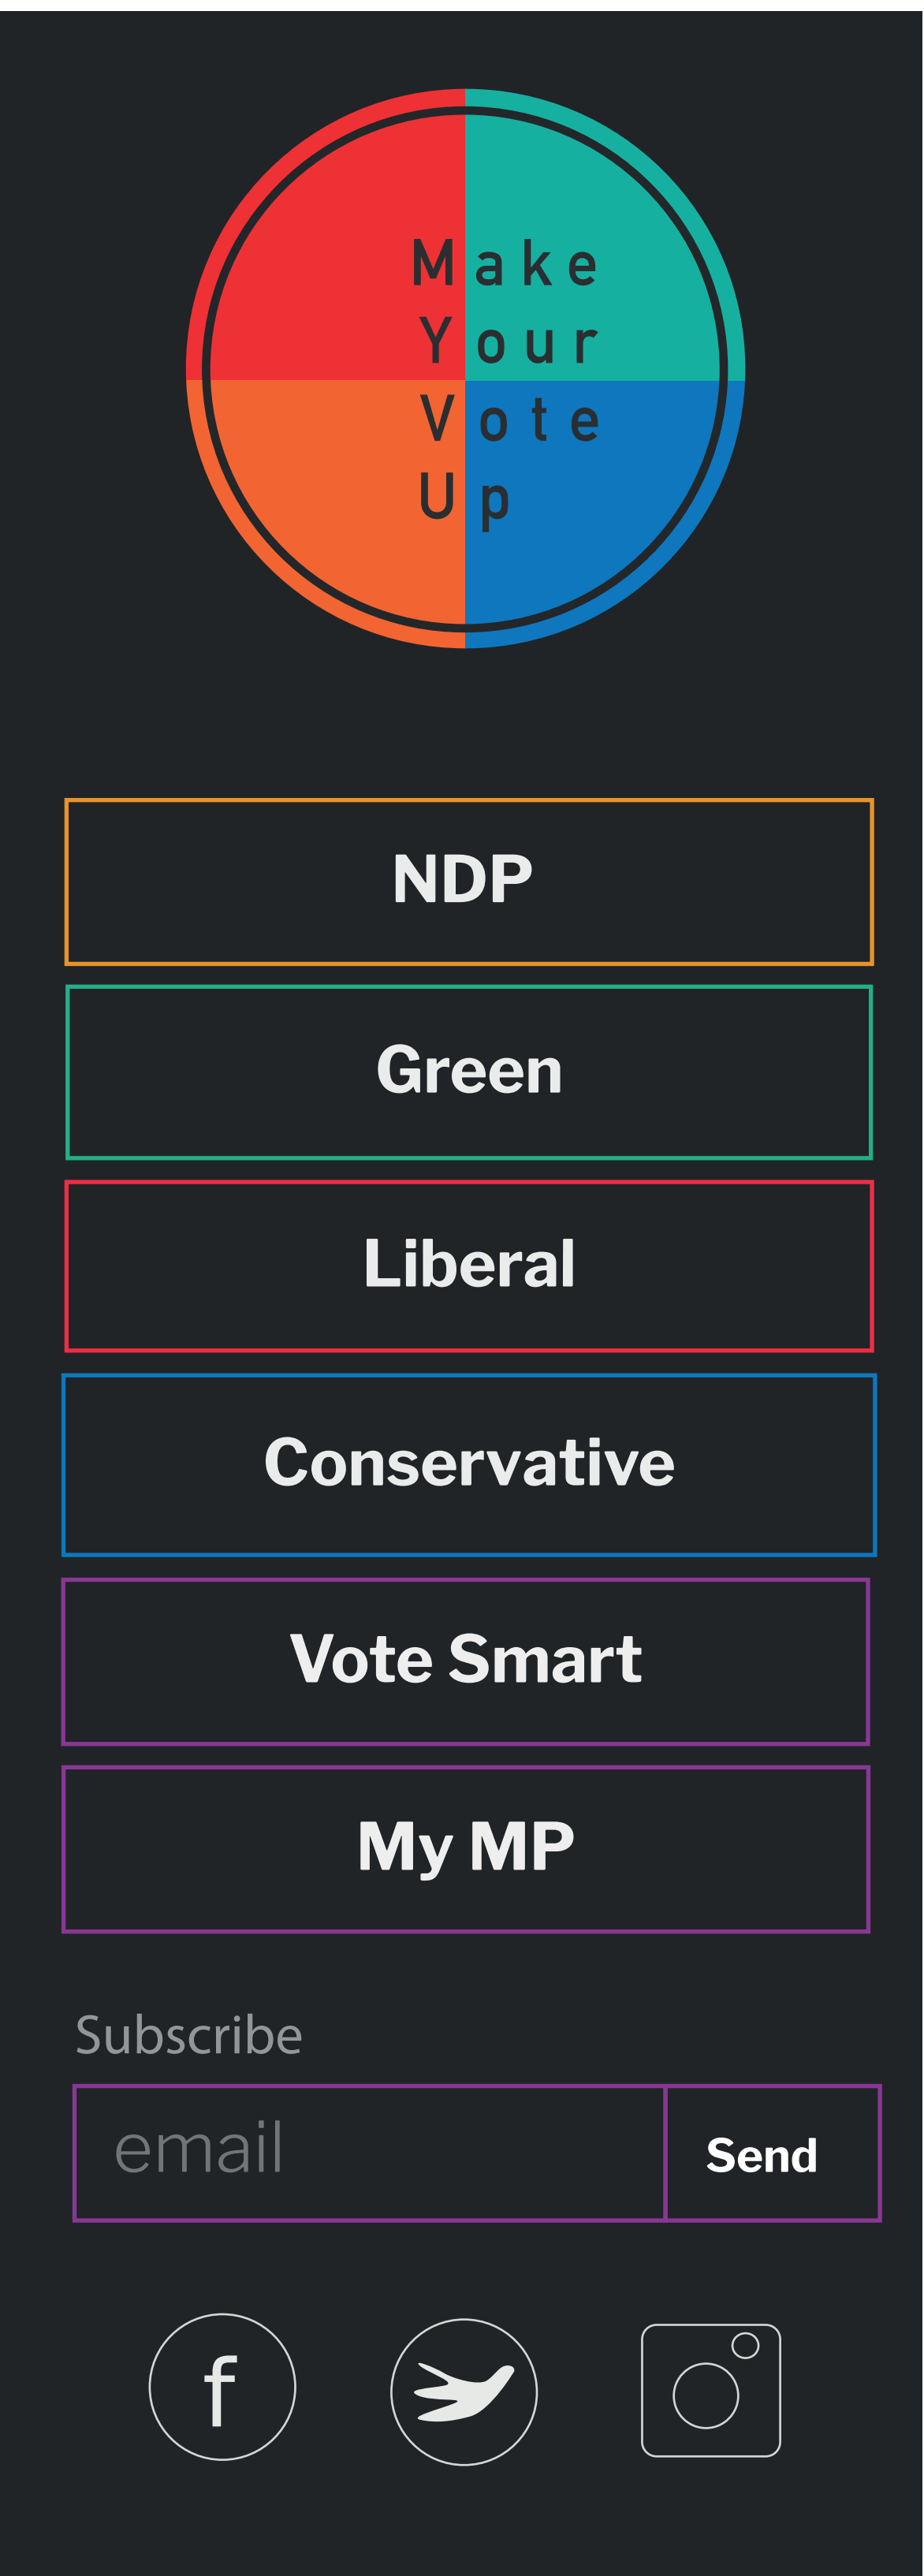 Make
Your
Vote
Up
NDP
Green
Liberal
Conservative
Vote Smart
My MP
Subscribe
email
Send
f